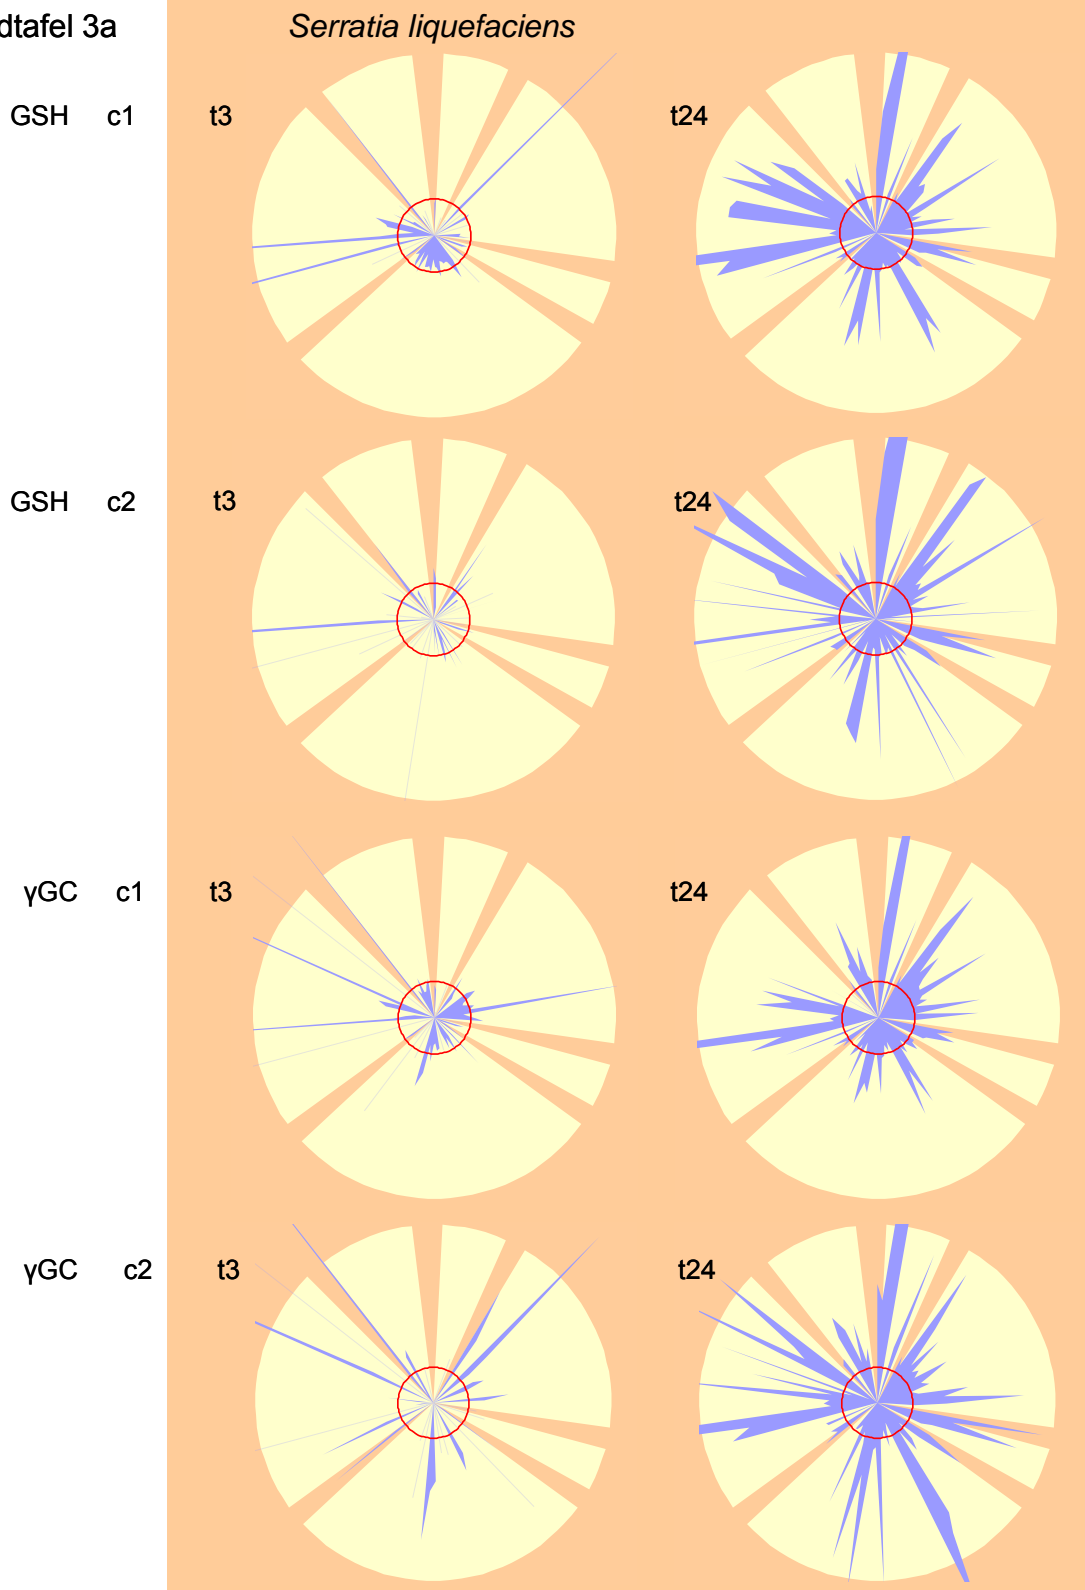 dtafel 3a Serratia liquefaciens
GSH c1 t3 t24
GSH c2 t3 t24
γGC c1 t3 t24
γGC c2 t3 t24